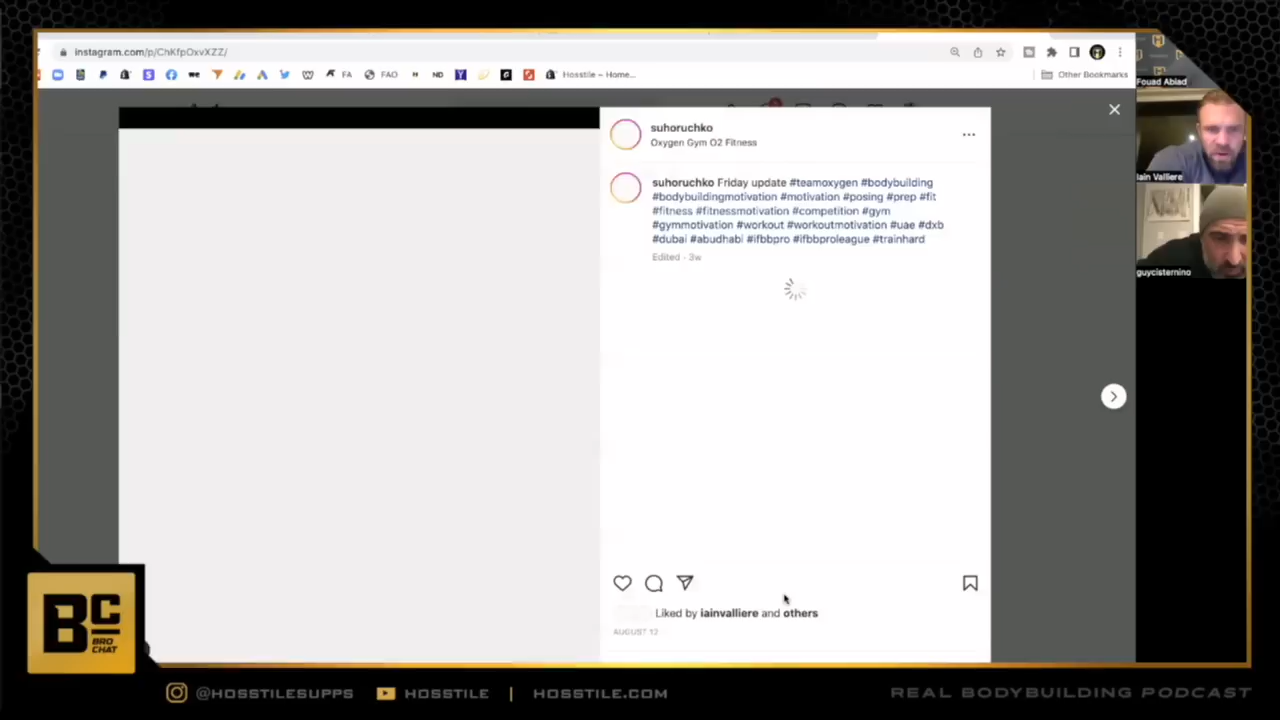 instagram.com/p/ChKfpOxvXZZ/
FA
FAO
ND
Hosstile – Home...
Other Bookmarks
Fouad Abiad
Iain Valliere
guycisternino
suhoruchko
Oxygen Gym O2 Fitness
suhoruchko Friday update #teamoxygen #bodybuilding
#bodybuildingmotivation #motivation #posing #prep #fit
#fitness #fitnessmotivation #competition #gym
#gymmotivation #workout #workoutmotivation #uae #dxb
#dubai #abudhabi #ifbbpro #ifbbproleague #trainhard
Edited · 3w
Liked by iainvalliere and others
AUGUST 12
BC
BRO
CHAT
@HOSSTILESUPPS HOSSTILE | HOSSTILE.COM
REAL BODYBUILDING PODCAST